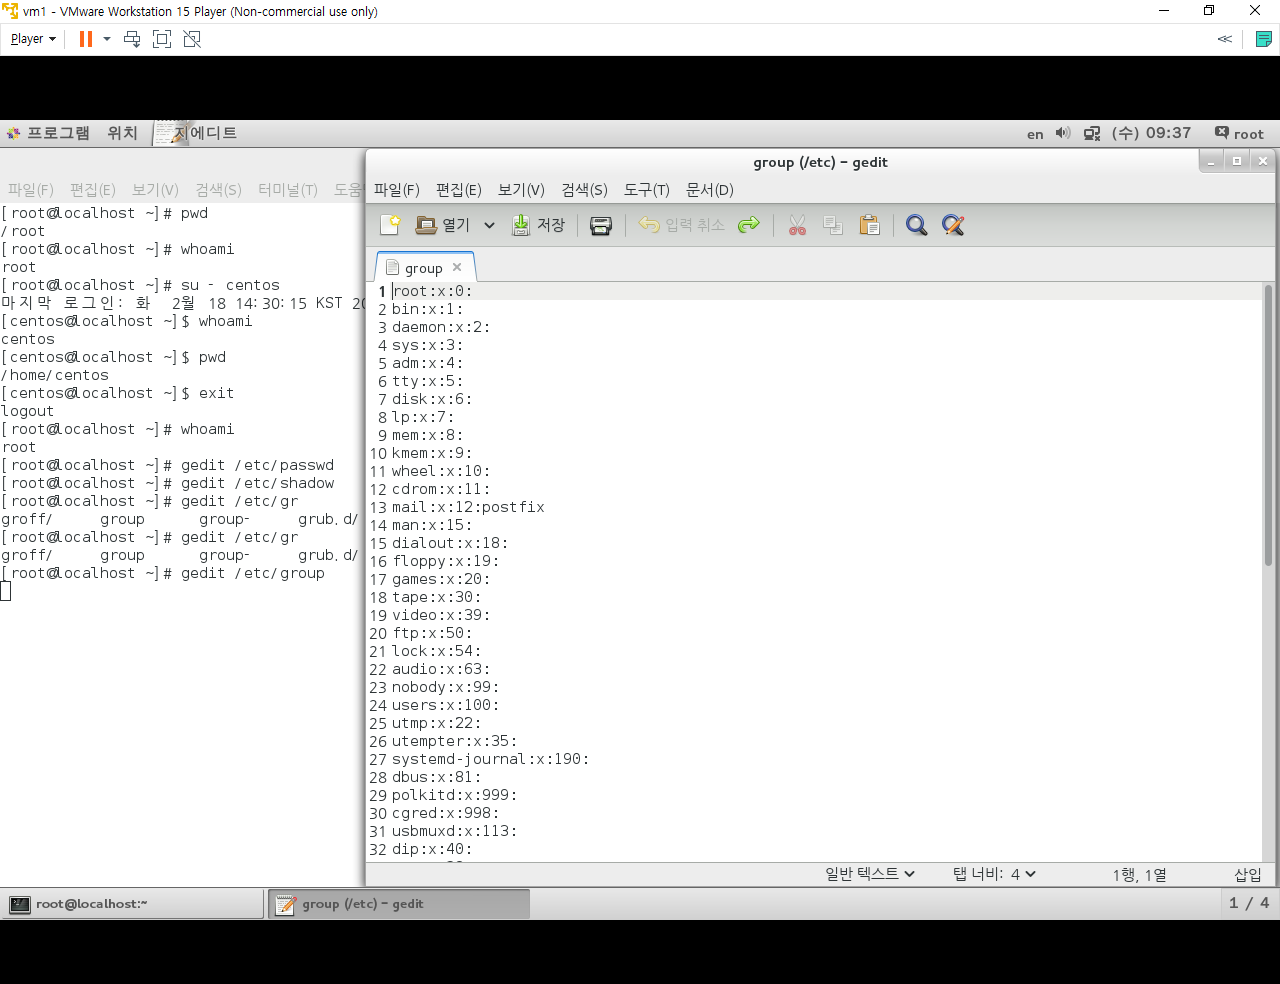 vm1 - VMware Workstation 15 Player (Non-commercial use only)
Player
프로그램 위치 지에디트
en (수) 09:37 root
파일(F) 편집(E) 보기(V) 검색(S) 터미널(T)
[root@localhost ~]# pwd
/root
[root@localhost ~]# whoami
root
[root@localhost ~]# su - centos
마지막 로그인: 화 2월 18 14:30:15 KST
[centos@localhost ~]$ whoami
centos
[centos@localhost ~]$ pwd
/home/centos
[centos@localhost ~]$ exit
logout
[root@localhost ~]# whoami
root
[root@localhost ~]# gedit /etc/passwd
[root@localhost ~]# gedit /etc/shadow
[root@localhost ~]# gedit /etc/gr
groff/ group group- grub.d/
[root@localhost ~]# gedit /etc/gr
groff/ group group- grub.d/
[root@localhost ~]# gedit /etc/group
group (/etc) - gedit
파일(F) 편집(E) 보기(V) 검색(S) 도구(T) 문서(D)
열기 저장 입력 취소
group
1 root:x:0:
2 bin:x:1:
3 daemon:x:2:
4 sys:x:3:
5 adm:x:4:
6 tty:x:5:
7 disk:x:6:
8 lp:x:7:
9 mem:x:8:
10 kmem:x:9:
11 wheel:x:10:
12 cdrom:x:11:
13 mail:x:12:postfix
14 man:x:15:
15 dialout:x:18:
16 floppy:x:19:
17 games:x:20:
18 tape:x:30:
19 video:x:39:
20 ftp:x:50:
21 lock:x:54:
22 audio:x:63:
23 nobody:x:99:
24 users:x:100:
25 utmp:x:22:
26 utempter:x:35:
27 systemd-journal:x:190:
28 dbus:x:81:
29 polkitd:x:999:
30 cgred:x:998:
31 usbmuxd:x:113:
32 dip:x:40:
일반 텍스트 탭 너비: 4 1행, 1열 삽입
root@localhost:~ group (/etc) - gedit 1 / 4